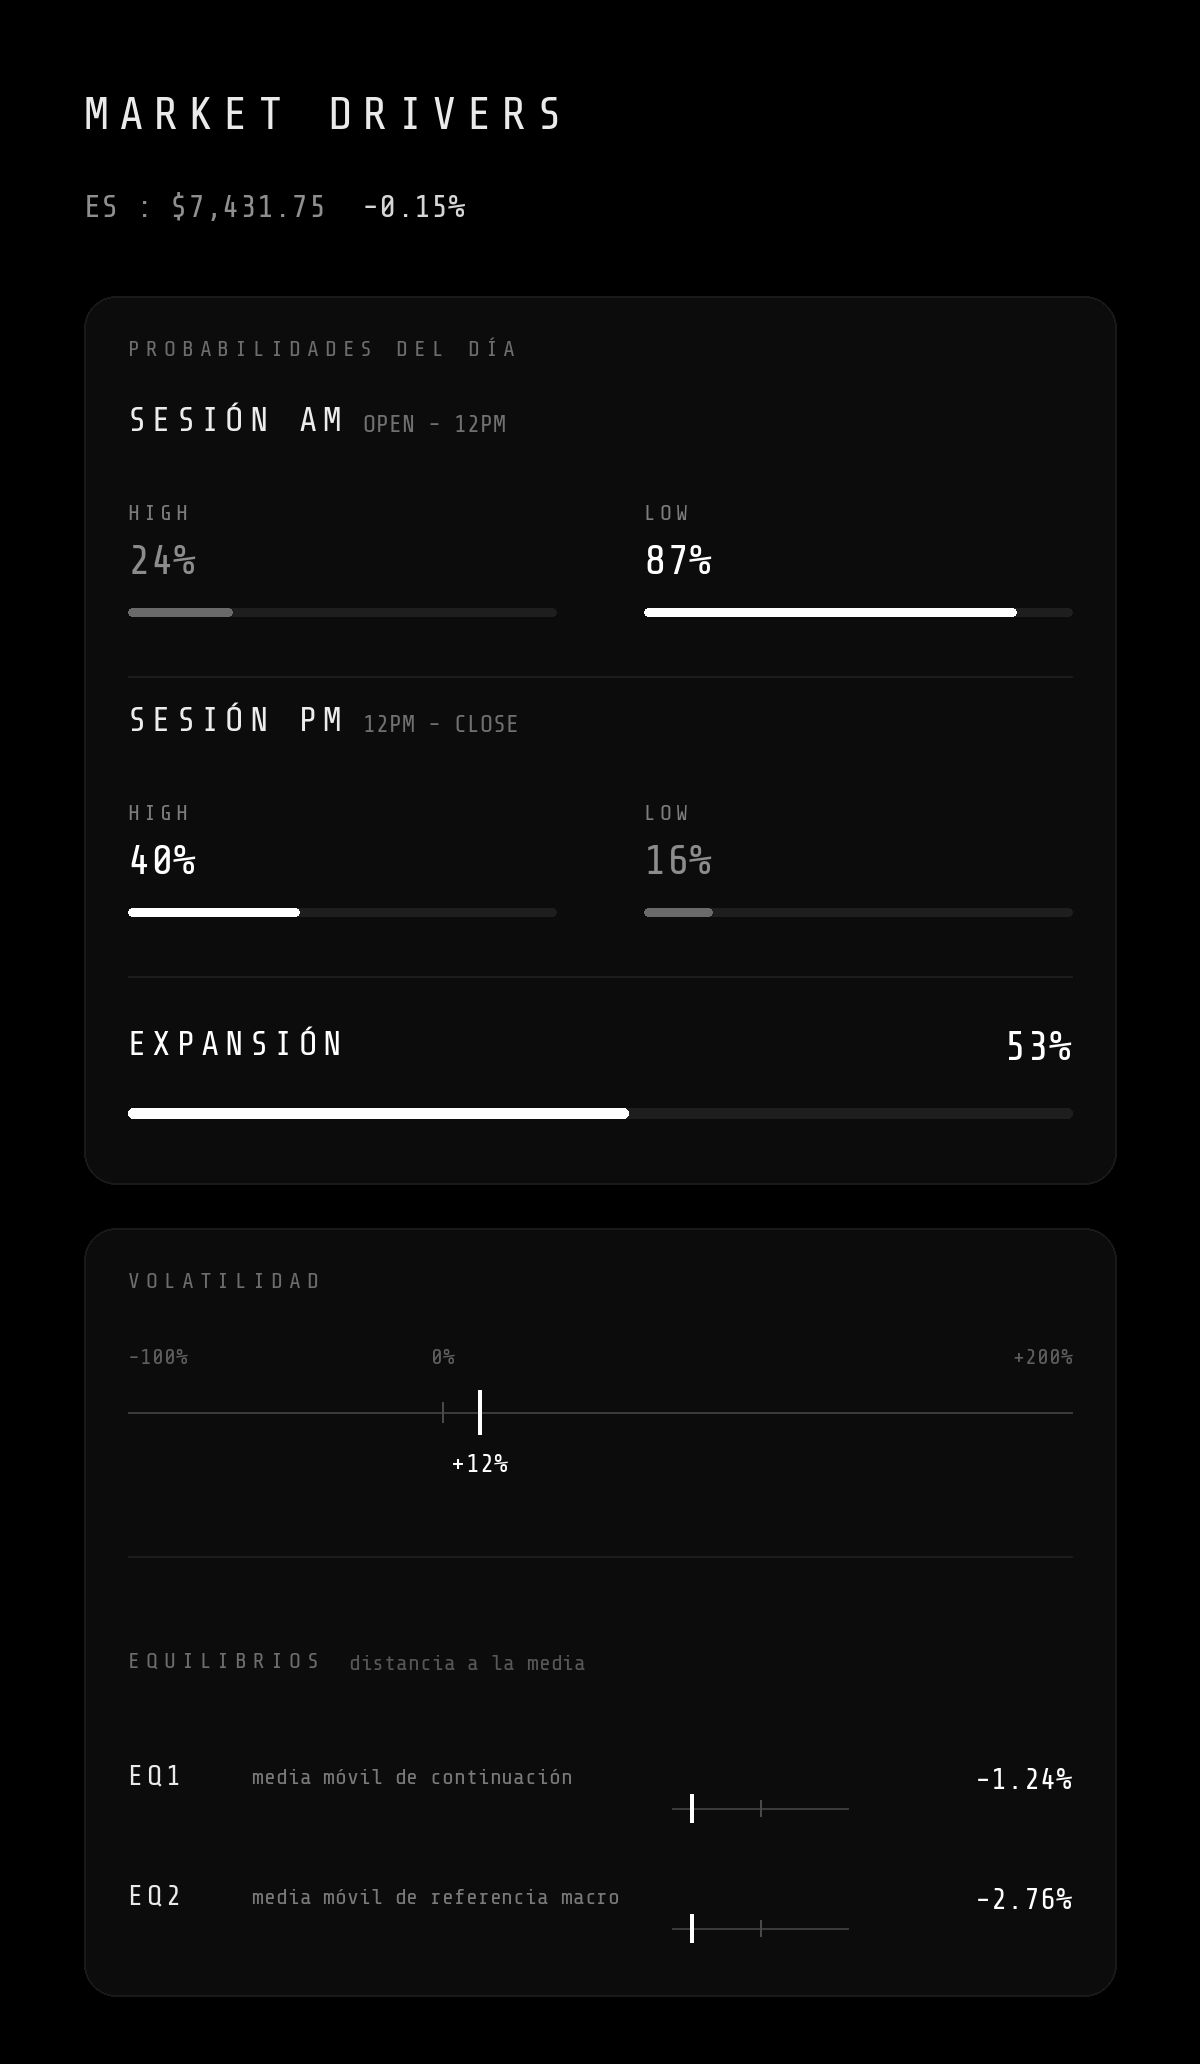 MARKET DRIVERS
ES : $7,431.75 -0.15%
PROBABILIDADES DEL DÍA
SESIÓN AM OPEN - 12PM
HIGH LOW
24% 87%
SESIÓN PM 12PM - CLOSE
HIGH LOW
40% 16%
EXPANSIÓN 53%
VOLATILIDAD
-100% 0% +200%
+12%
EQUILIBRIOS distancia a la media
EQ1 media móvil de continuación -1.24%
EQ2 media móvil de referencia macro -2.76%